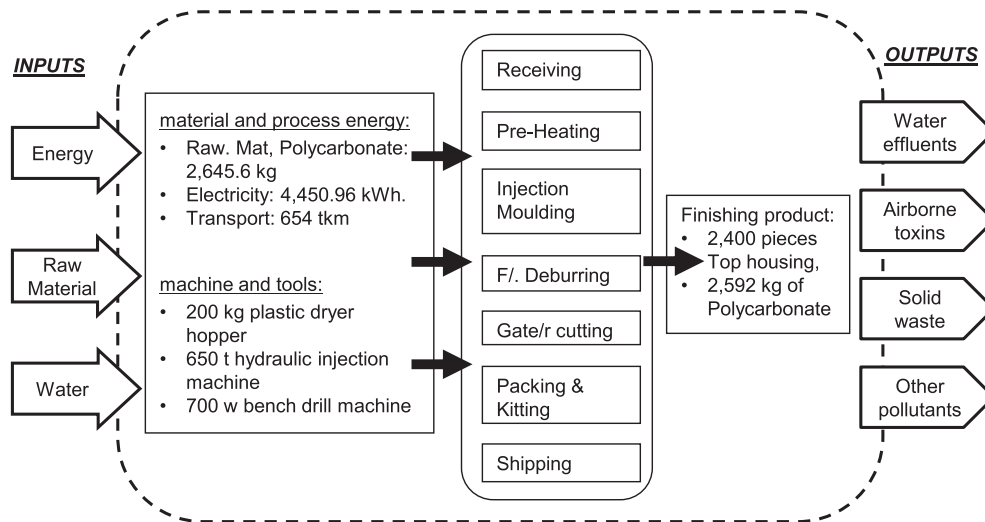 INPUTS
Energy
Raw
Material
Water
material and process energy:
• Raw. Mat, Polycarbonate:
2,645.6 kg
• Electricity: 4,450.96 kWh.
• Transport: 654 tkm
machine and tools:
• 200 kg plastic dryer
hopper
• 650 t hydraulic injection
machine
• 700 w bench drill machine
Receiving
Pre-Heating
Injection
Moulding
F/. Deburring
Gate/r cutting
Packing &
Kitting
Shipping
Finishing product:
• 2,400 pieces
Top housing,
• 2,592 kg of
Polycarbonate
OUTPUTS
Water
effluents
Airborne
toxins
Solid
waste
Other
pollutants